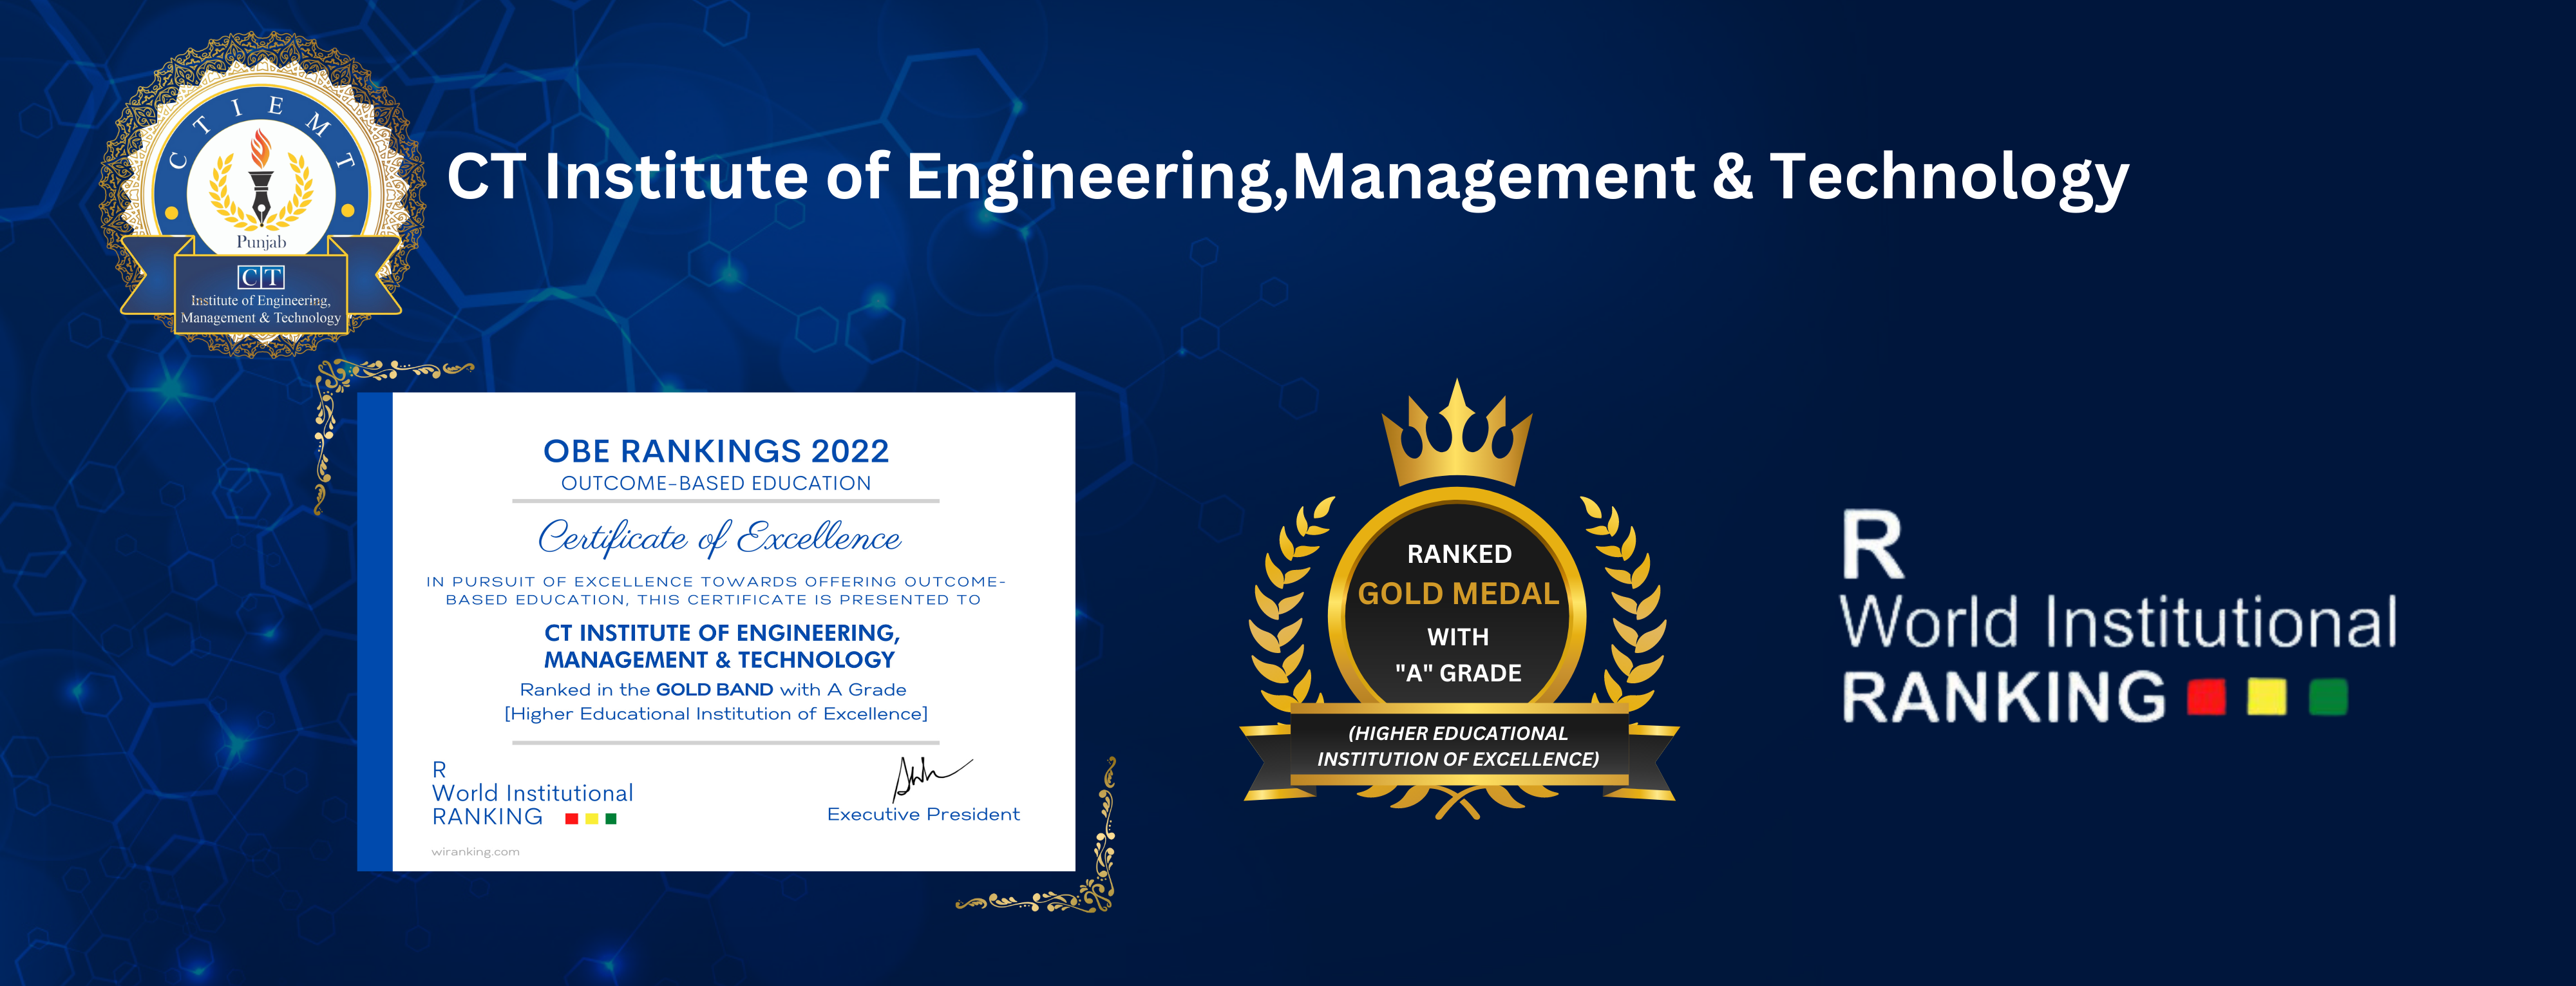 CTIEMT
Punjab
CT
Institute of Engineering,
Management & Technology
CT Institute of Engineering,Management & Technology
OBE RANKINGS 2022
OUTCOME-BASED EDUCATION
Certificate of Excellence
IN PURSUIT OF EXCELLENCE TOWARDS OFFERING OUTCOME-
BASED EDUCATION, THIS CERTIFICATE IS PRESENTED TO
CT INSTITUTE OF ENGINEERING,
MANAGEMENT & TECHNOLOGY
Ranked in the GOLD BAND with A Grade
[Higher Educational Institution of Excellence]
R
World Institutional
RANKING
Executive President
wiranking.com
RANKED
GOLD MEDAL
WITH
"A" GRADE
(HIGHER EDUCATIONAL
INSTITUTION OF EXCELLENCE)
R
World Institutional
RANKING